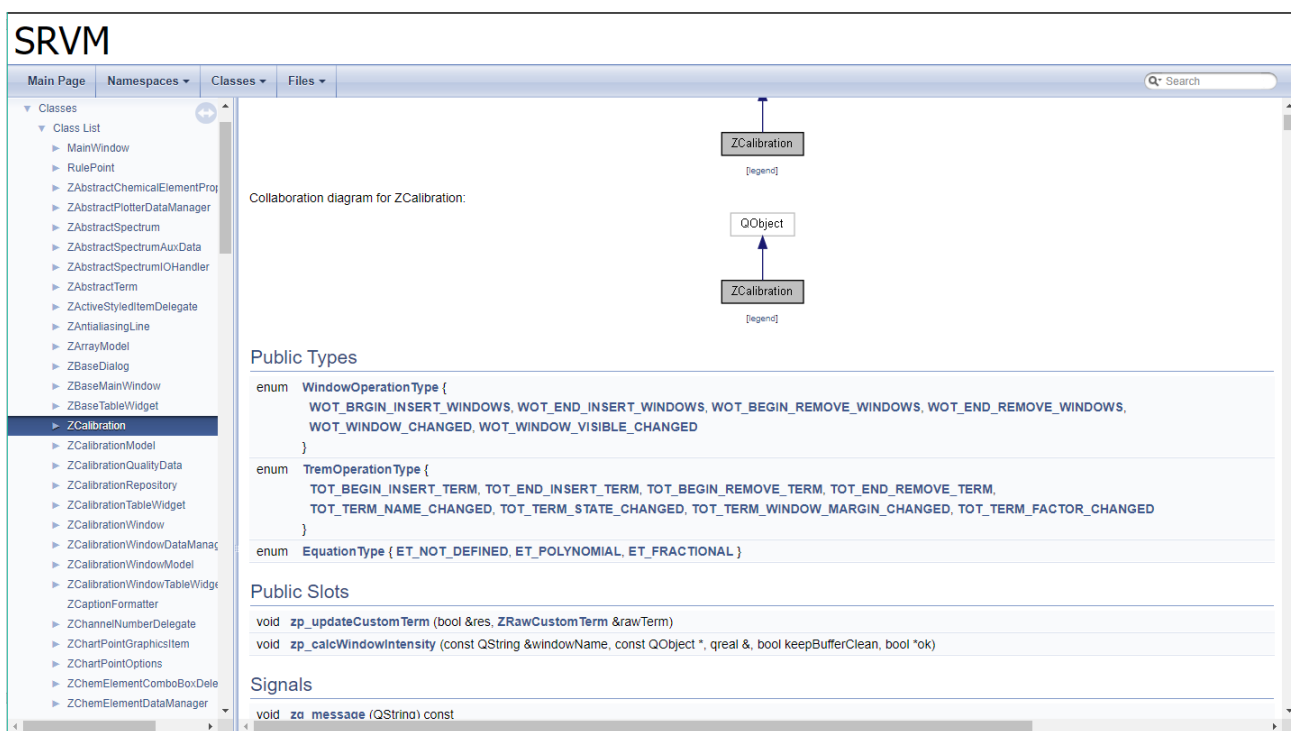 SRVM
Main Page Namespaces Classes Files Search
Classes
Class List
MainWindow
RulePoint
ZAbstractChemicalElementProp
ZAbstractPlotterDataManager
ZAbstractSpectrum
ZAbstractSpectrumAuxData
ZAbstractSpectrumIOHandler
ZAbstractTerm
ZActiveStyledItemDelegate
ZAntialiasingLine
ZArrayModel
ZBaseDialog
ZBaseMainWindow
ZBaseTableWidget
ZCalibration
ZCalibrationModel
ZCalibrationQualityData
ZCalibrationRepository
ZCalibrationTableWidget
ZCalibrationWindow
ZCalibrationWindowDataManag
ZCalibrationWindowModel
ZCalibrationWindowTableWidge
ZCaptionFormatter
ZChannelNumberDelegate
ZChartPointGraphicsItem
ZChartPointOptions
ZChemElementComboBoxDele
ZChemElementDataManager
ZCalibration
[legend]
Collaboration diagram for ZCalibration:
QObject
ZCalibration
[legend]
Public Types
enum WindowOperationType {
WOT_BRGIN_INSERT_WINDOWS, WOT_END_INSERT_WINDOWS, WOT_BEGIN_REMOVE_WINDOWS, WOT_END_REMOVE_WINDOWS,
WOT_WINDOW_CHANGED, WOT_WINDOW_VISIBLE_CHANGED
}
enum TremOperationType {
TOT_BEGIN_INSERT_TERM, TOT_END_INSERT_TERM, TOT_BEGIN_REMOVE_TERM, TOT_END_REMOVE_TERM,
TOT_TERM_NAME_CHANGED, TOT_TERM_STATE_CHANGED, TOT_TERM_WINDOW_MARGIN_CHANGED, TOT_TERM_FACTOR_CHANGED
}
enum EquationType { ET_NOT_DEFINED, ET_POLYNOMIAL, ET_FRACTIONAL }
Public Slots
void zp_updateCustomTerm (bool &res, ZRawCustomTerm &rawTerm)
void zp_calcWindowIntensity (const QString &windowName, const QObject *, qreal &, bool keepBufferClean, bool *ok)
Signals
void zg_message (QString) const